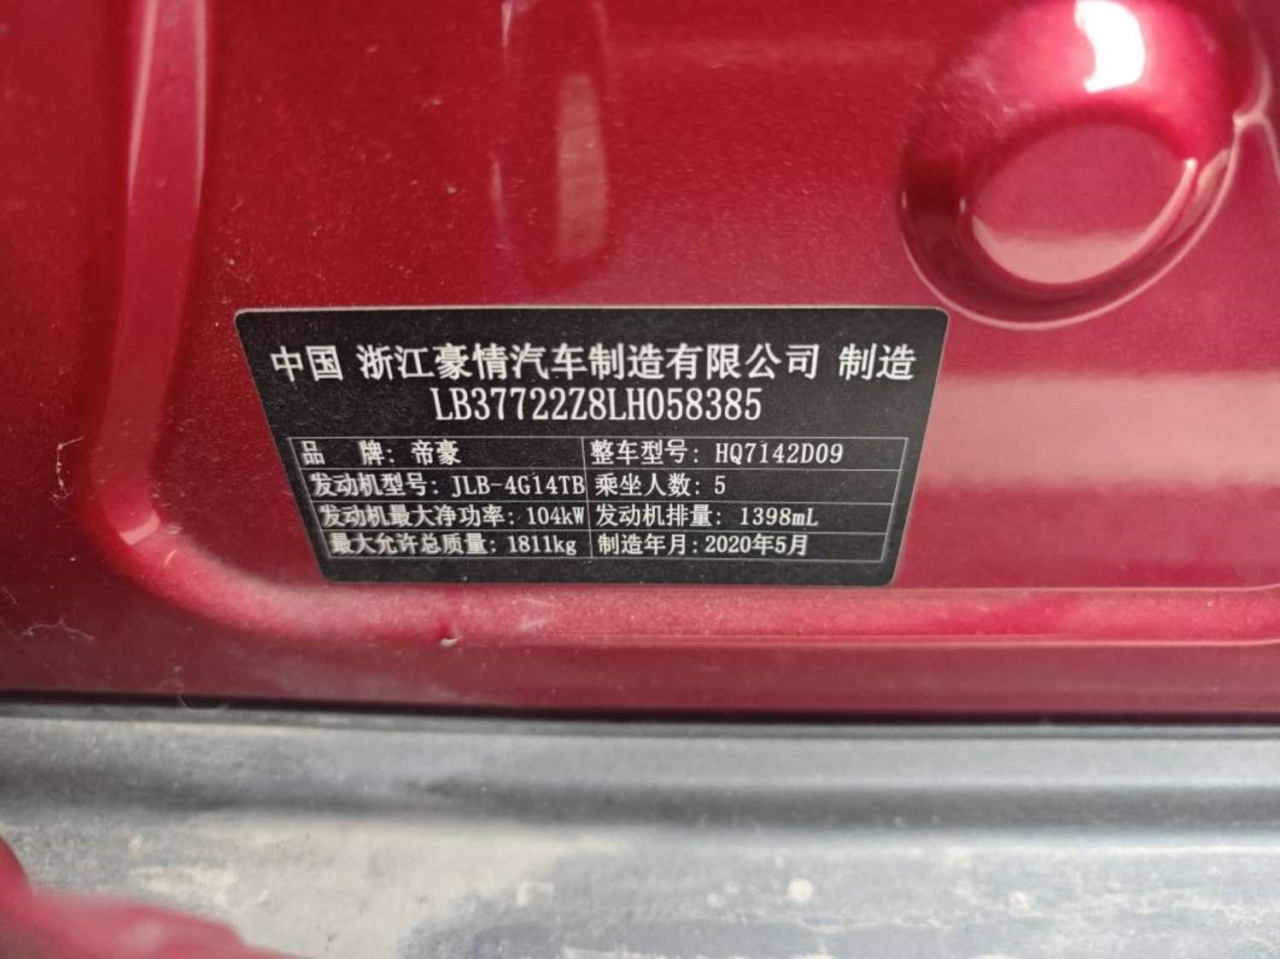 中国 浙江豪情汽车制造有限公司 制造
LB37722Z8LH058385
品 牌: 帝豪 整车型号: HQ7142D09
发动机型号: JLB-4G14TB 乘坐人数: 5
发动机最大净功率: 104kW 发动机排量: 1398mL
最大允许总质量: 1811kg 制造年月: 2020年5月